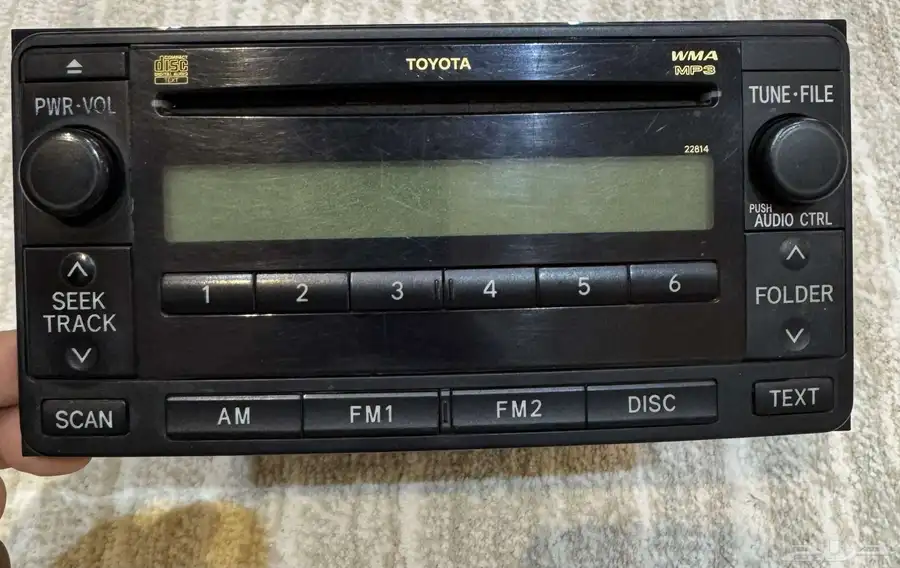 COMPACT
disc
DIGITAL AUDIO
TEXT
TOYOTA
WMA
MP3
PWR·VOL
TUNE·FILE
22814
PUSH
AUDIO CTRL
SEEK
TRACK
1 2 3 4 5 6
FOLDER
SCAN
AM FM1 FM2 DISC
TEXT